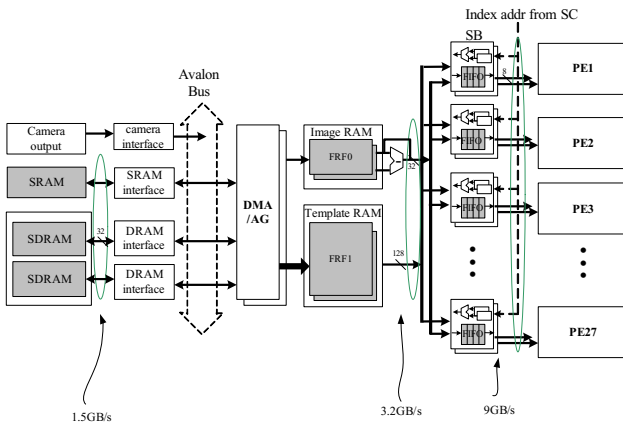 Index addr from SC
SB
Avalon
Bus
Camera
output
camera
interface
SRAM
SRAM
interface
32
SDRAM
DRAM
interface
SDRAM
DRAM
interface
DMA
/AG
Image RAM
FRF0
32
Template RAM
FRF1
128
FIFO
8
PE1
FIFO
PE2
FIFO
PE3
FIFO
PE27
1.5GB/s
3.2GB/s
9GB/s